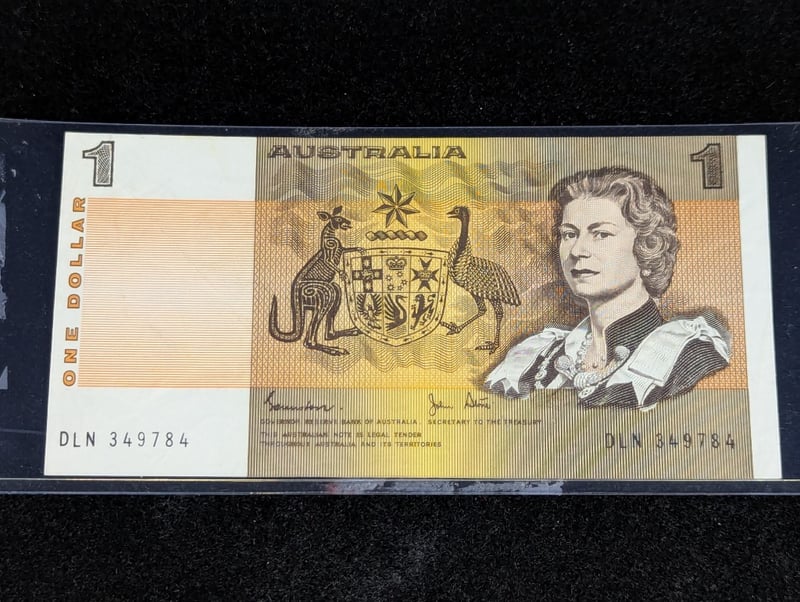 1
AUSTRALIA
1
ONE DOLLAR
GOVERNOR RESERVE BANK OF AUSTRALIA. SECRETARY TO THE TREASURY
THIS AUSTRALIAN NOTE IS LEGAL TENDER
THROUGHOUT AUSTRALIA AND ITS TERRITORIES
DLN 349784
DLN 349784